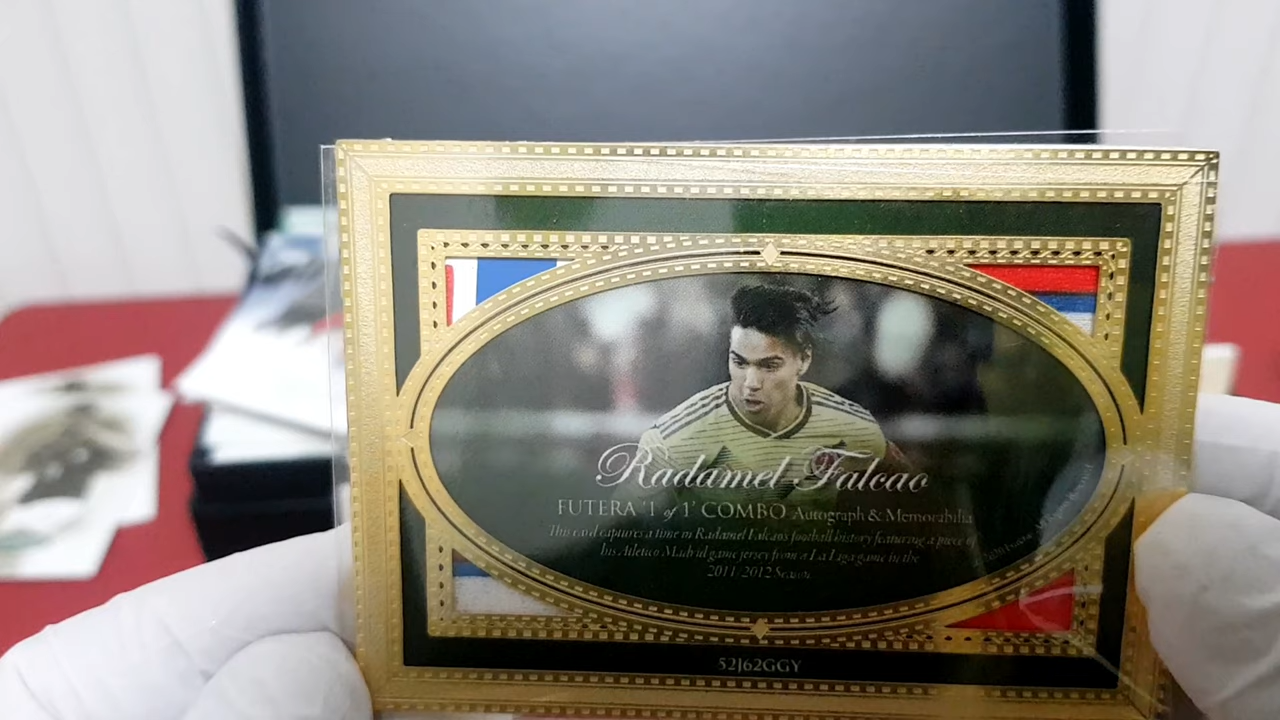 Radamel Falcao
FUTERA '1 of 1' COMBO Autograph & Memorabilia
This card captures a time in Radamel Falcao's football history featuring a piece of
his Atletico Madrid game jersey from a La Liga game in the
2011/2012 Season
52J62GGY